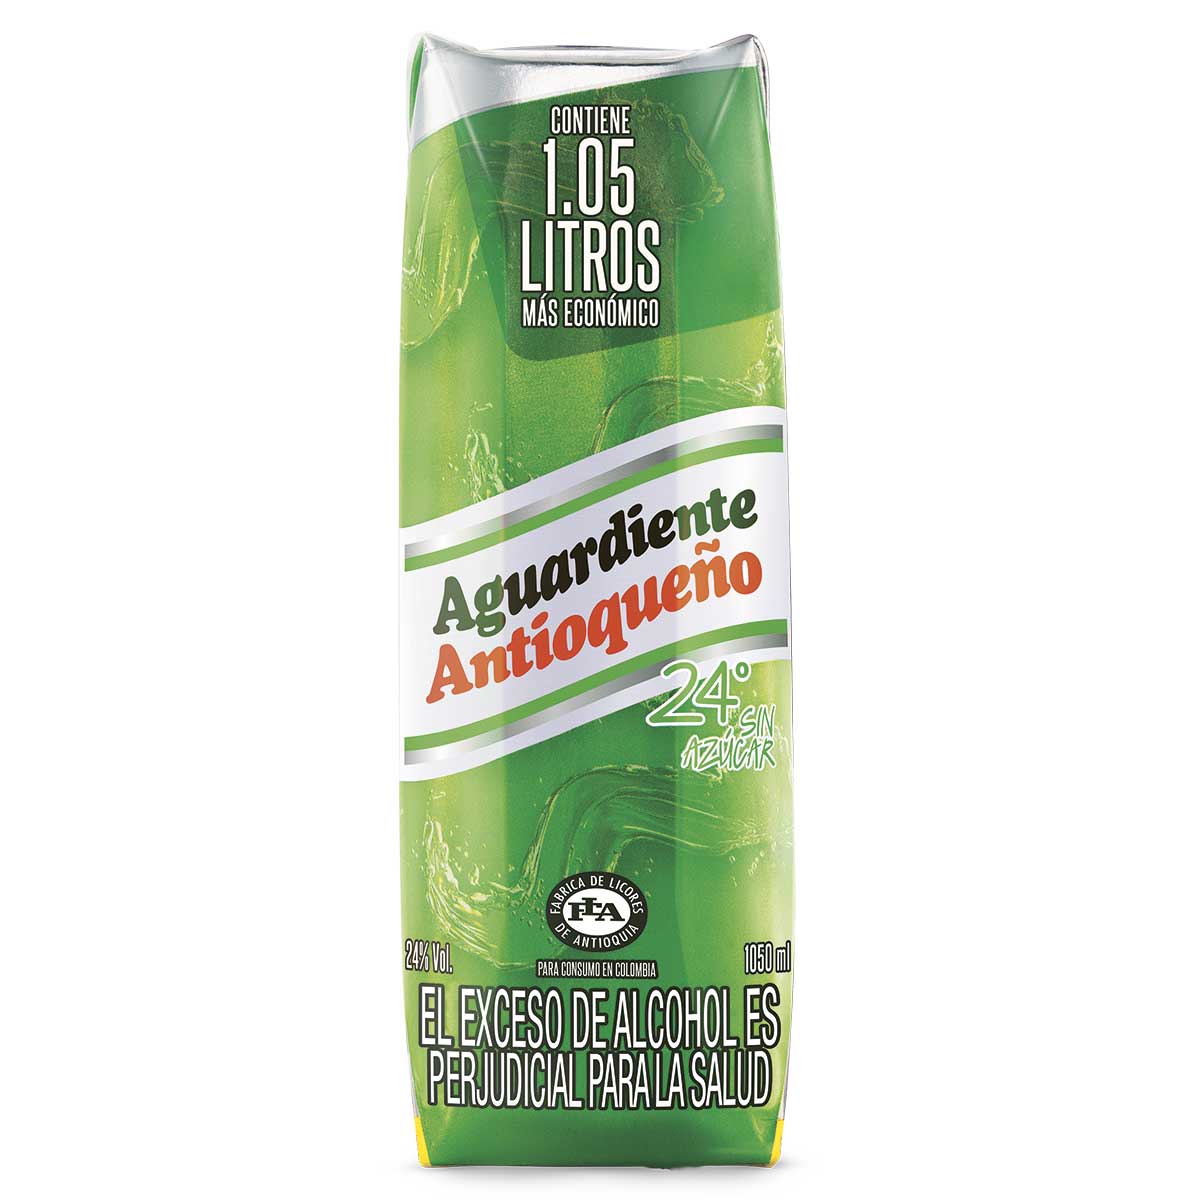 CONTIENE
1.05
LITROS
MÁS ECONÓMICO
Aguardiente
Antioqueño
24°
SIN
AZÚCAR
FABRICA DE LICORES
FLA
DE ANTIOQUIA
24% Vol.
1050 ml
PARA CONSUMO EN COLOMBIA
EL EXCESO DE ALCOHOL ES
PERJUDICIAL PARA LA SALUD